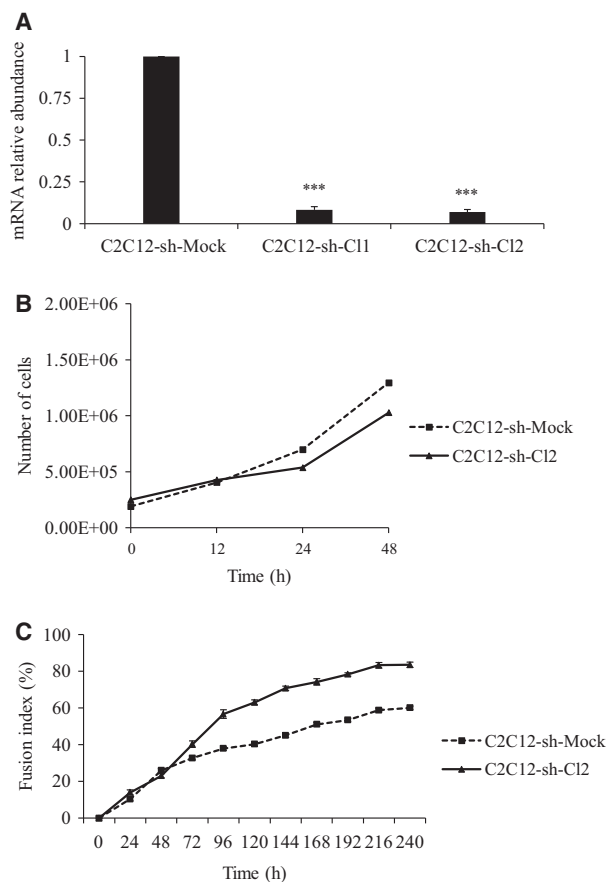 A
mRNA relative abundance
1
0.75
0.5
0.25
0
***
***
C2C12-sh-Mock
C2C12-sh-Cl1
C2C12-sh-Cl2
B
Number of cells
2.00E+06
1.50E+06
1.00E+06
5.00E+05
0.00E+00
0 12 24 48
Time (h)
C2C12-sh-Mock
C2C12-sh-Cl2
C
Fusion index (%)
100
80
60
40
20
0
0 24 48 72 96 120 144 168 192 216 240
Time (h)
C2C12-sh-Mock
C2C12-sh-Cl2